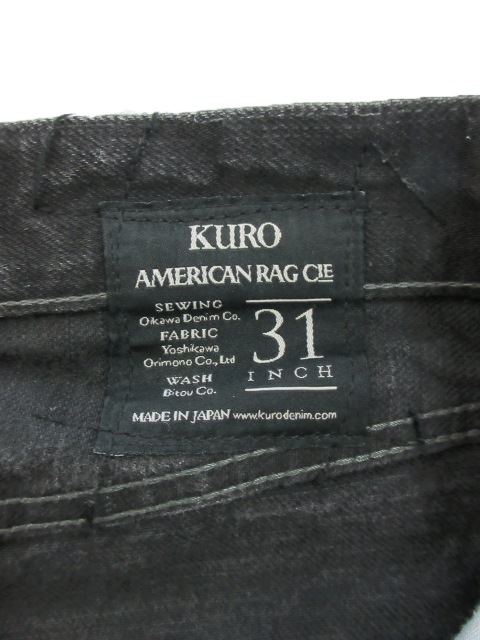 KURO
AMERICAN RAG CIE
SEWING
Oikawa Denim Co.
FABRIC
Yoshikawa
Orimono Co., Ltd
WASH
Bitou Co.
31
INCH
MADE IN JAPAN www.kurodenim.com